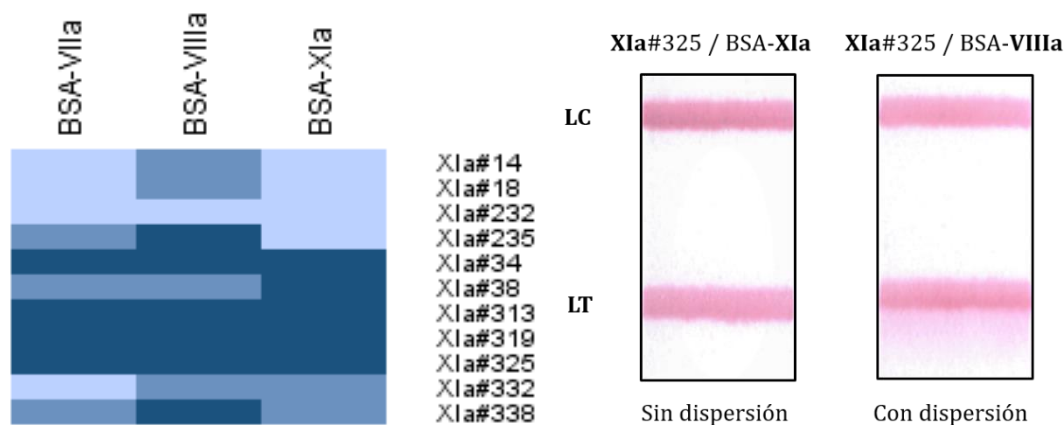 BSA-VIIa
BSA-VIIIa
BSA-XIa
XIa#14
XIa#18
XIa#232
XIa#235
XIa#34
XIa#38
XIa#313
XIa#319
XIa#325
XIa#332
XIa#338
XIa#325 / BSA-XIa
XIa#325 / BSA-VIIIa
LC
LT
Sin dispersión
Con dispersión